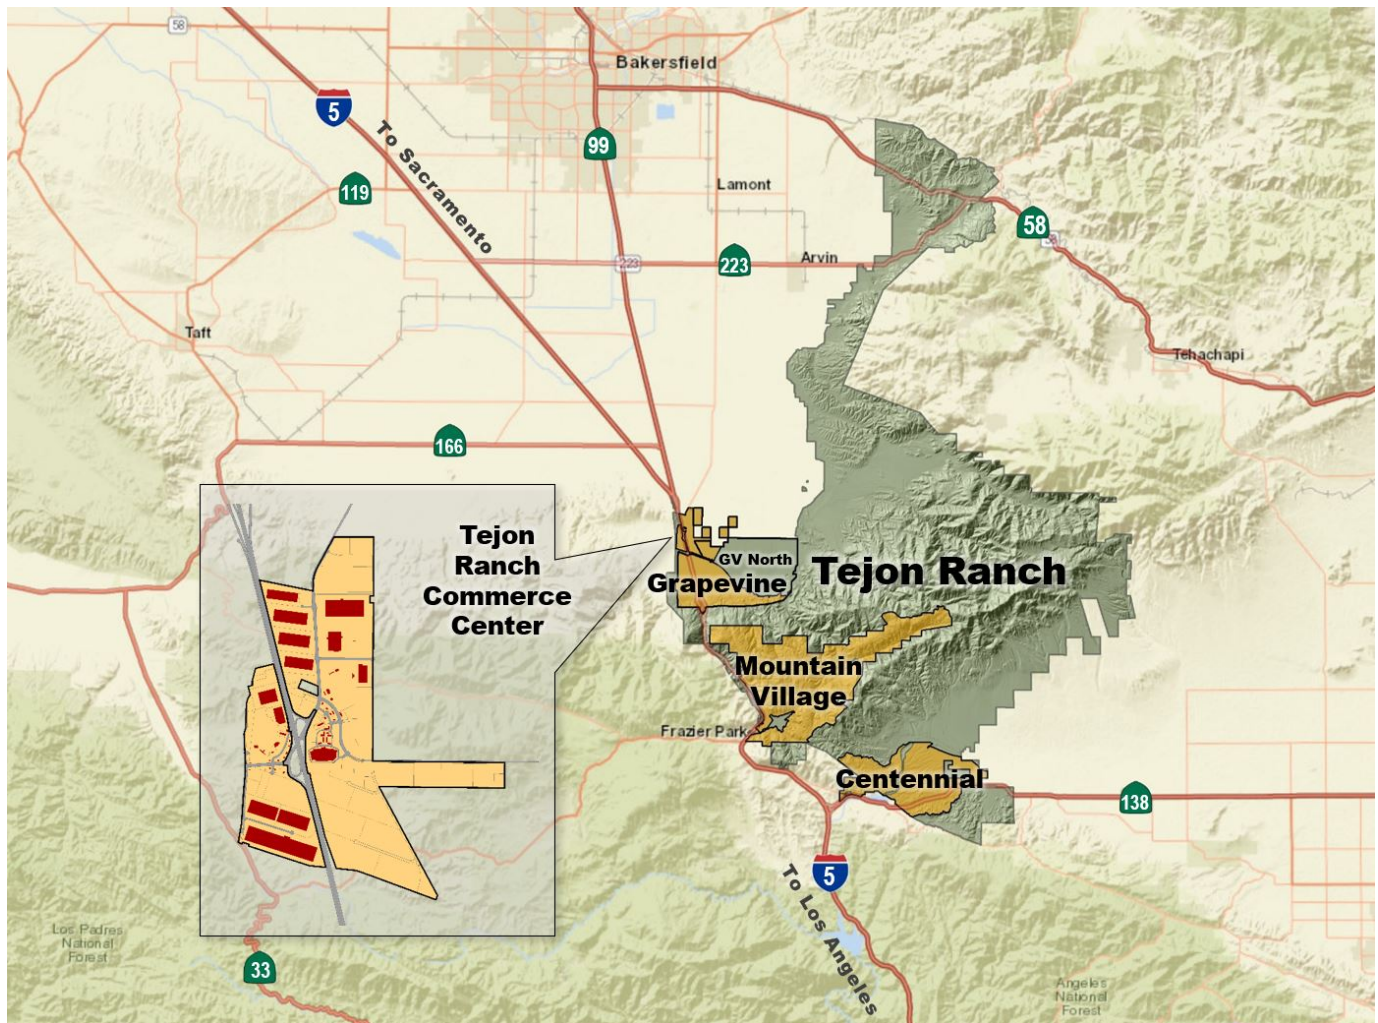 58
Bakersfield
5
To Sacramento
99
119
Lamont
58
58
223
223
Arvin
Taft
Tehachapi
166
Tejon
Ranch
Commerce
Center
GV North
Grapevine
Tejon Ranch
Mountain
Village
Frazier Park
Centennial
138
5
To Los Angeles
Los Padres
National
Forest
33
Angeles
National
Forest